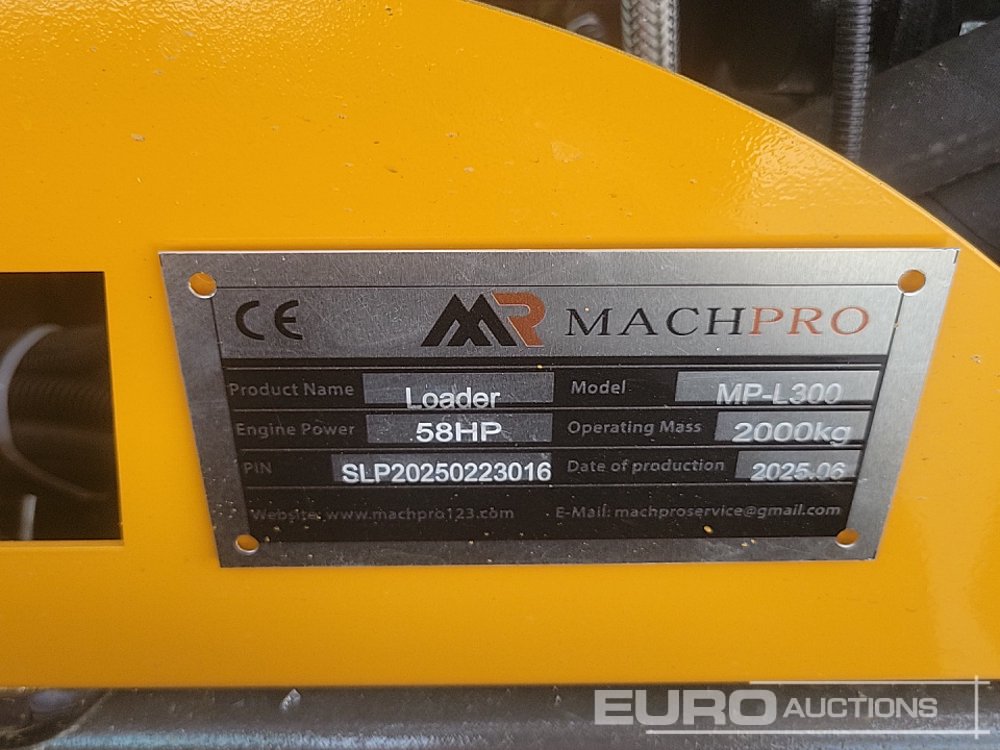 CE MR MACHPRO
Product Name Loader Model MP-L300
Engine Power 58HP Operating Mass 2000kg
PIN SLP20250223016 Date of production 2025.06
Website: www.machpro123.com E-Mail: machproservice@gmail.com
EURO AUCTIONS